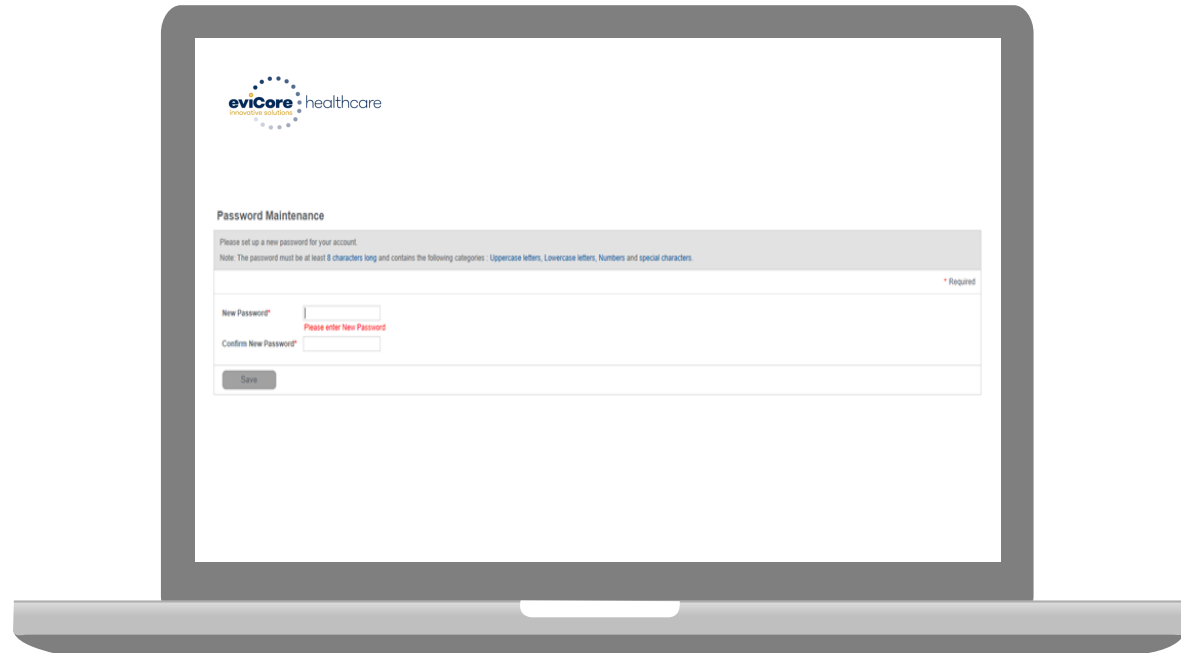 eviCore healthcare
innovative solutions
Password Maintenance
Please set up a new password for your account.
Note: The password must be at least 8 characters long and contains the following categories : Uppercase letters, Lowercase letters, Numbers and special characters.
* Required
New Password*
Please enter New Password
Confirm New Password*
Save